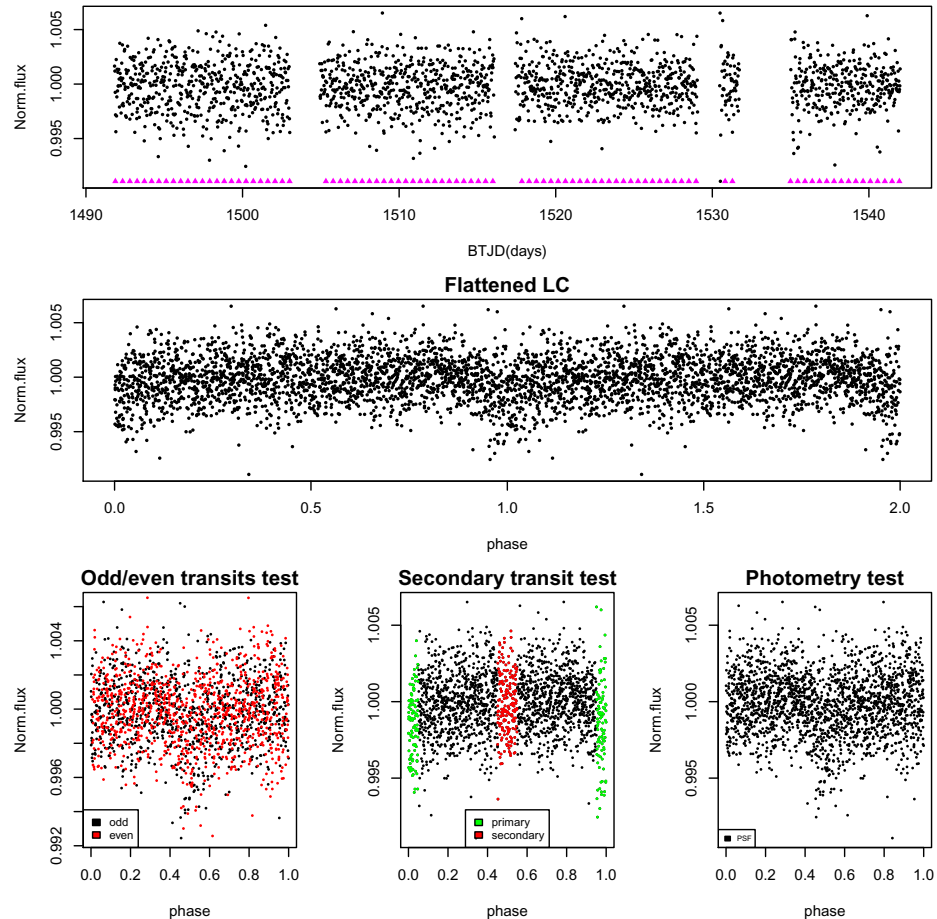 1.005
1.000
0.995
Norm.flux
1490
1500
1510
1520
1530
1540
BTJD(days)
Flattened LC
1.005
1.000
0.995
Norm.flux
0.0
0.5
1.0
1.5
2.0
phase
Odd/even transits test
1.004
1.000
0.996
0.992
Norm.flux
odd
even
0.0 0.2 0.4 0.6 0.8 1.0
phase
Secondary transit test
1.005
1.000
0.995
Norm.flux
primary
secondary
0.0 0.2 0.4 0.6 0.8 1.0
phase
Photometry test
1.005
1.000
0.995
Norm.flux
PSF
0.0 0.2 0.4 0.6 0.8 1.0
phase